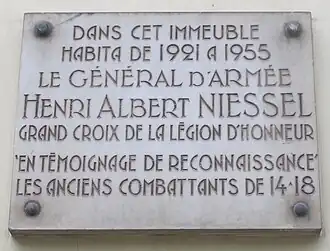 DANS CET IMMEUBLE
HABITA DE 1921 A 1955
LE GÉNÉRAL D'ARMÉE
HENRI ALBERT NIESSEL
GRAND CROIX DE LA LÉGION D'HONNEUR
"EN TÉMOIGNAGE DE RECONNAISSANCE"
LES ANCIENS COMBATTANTS DE 14-18